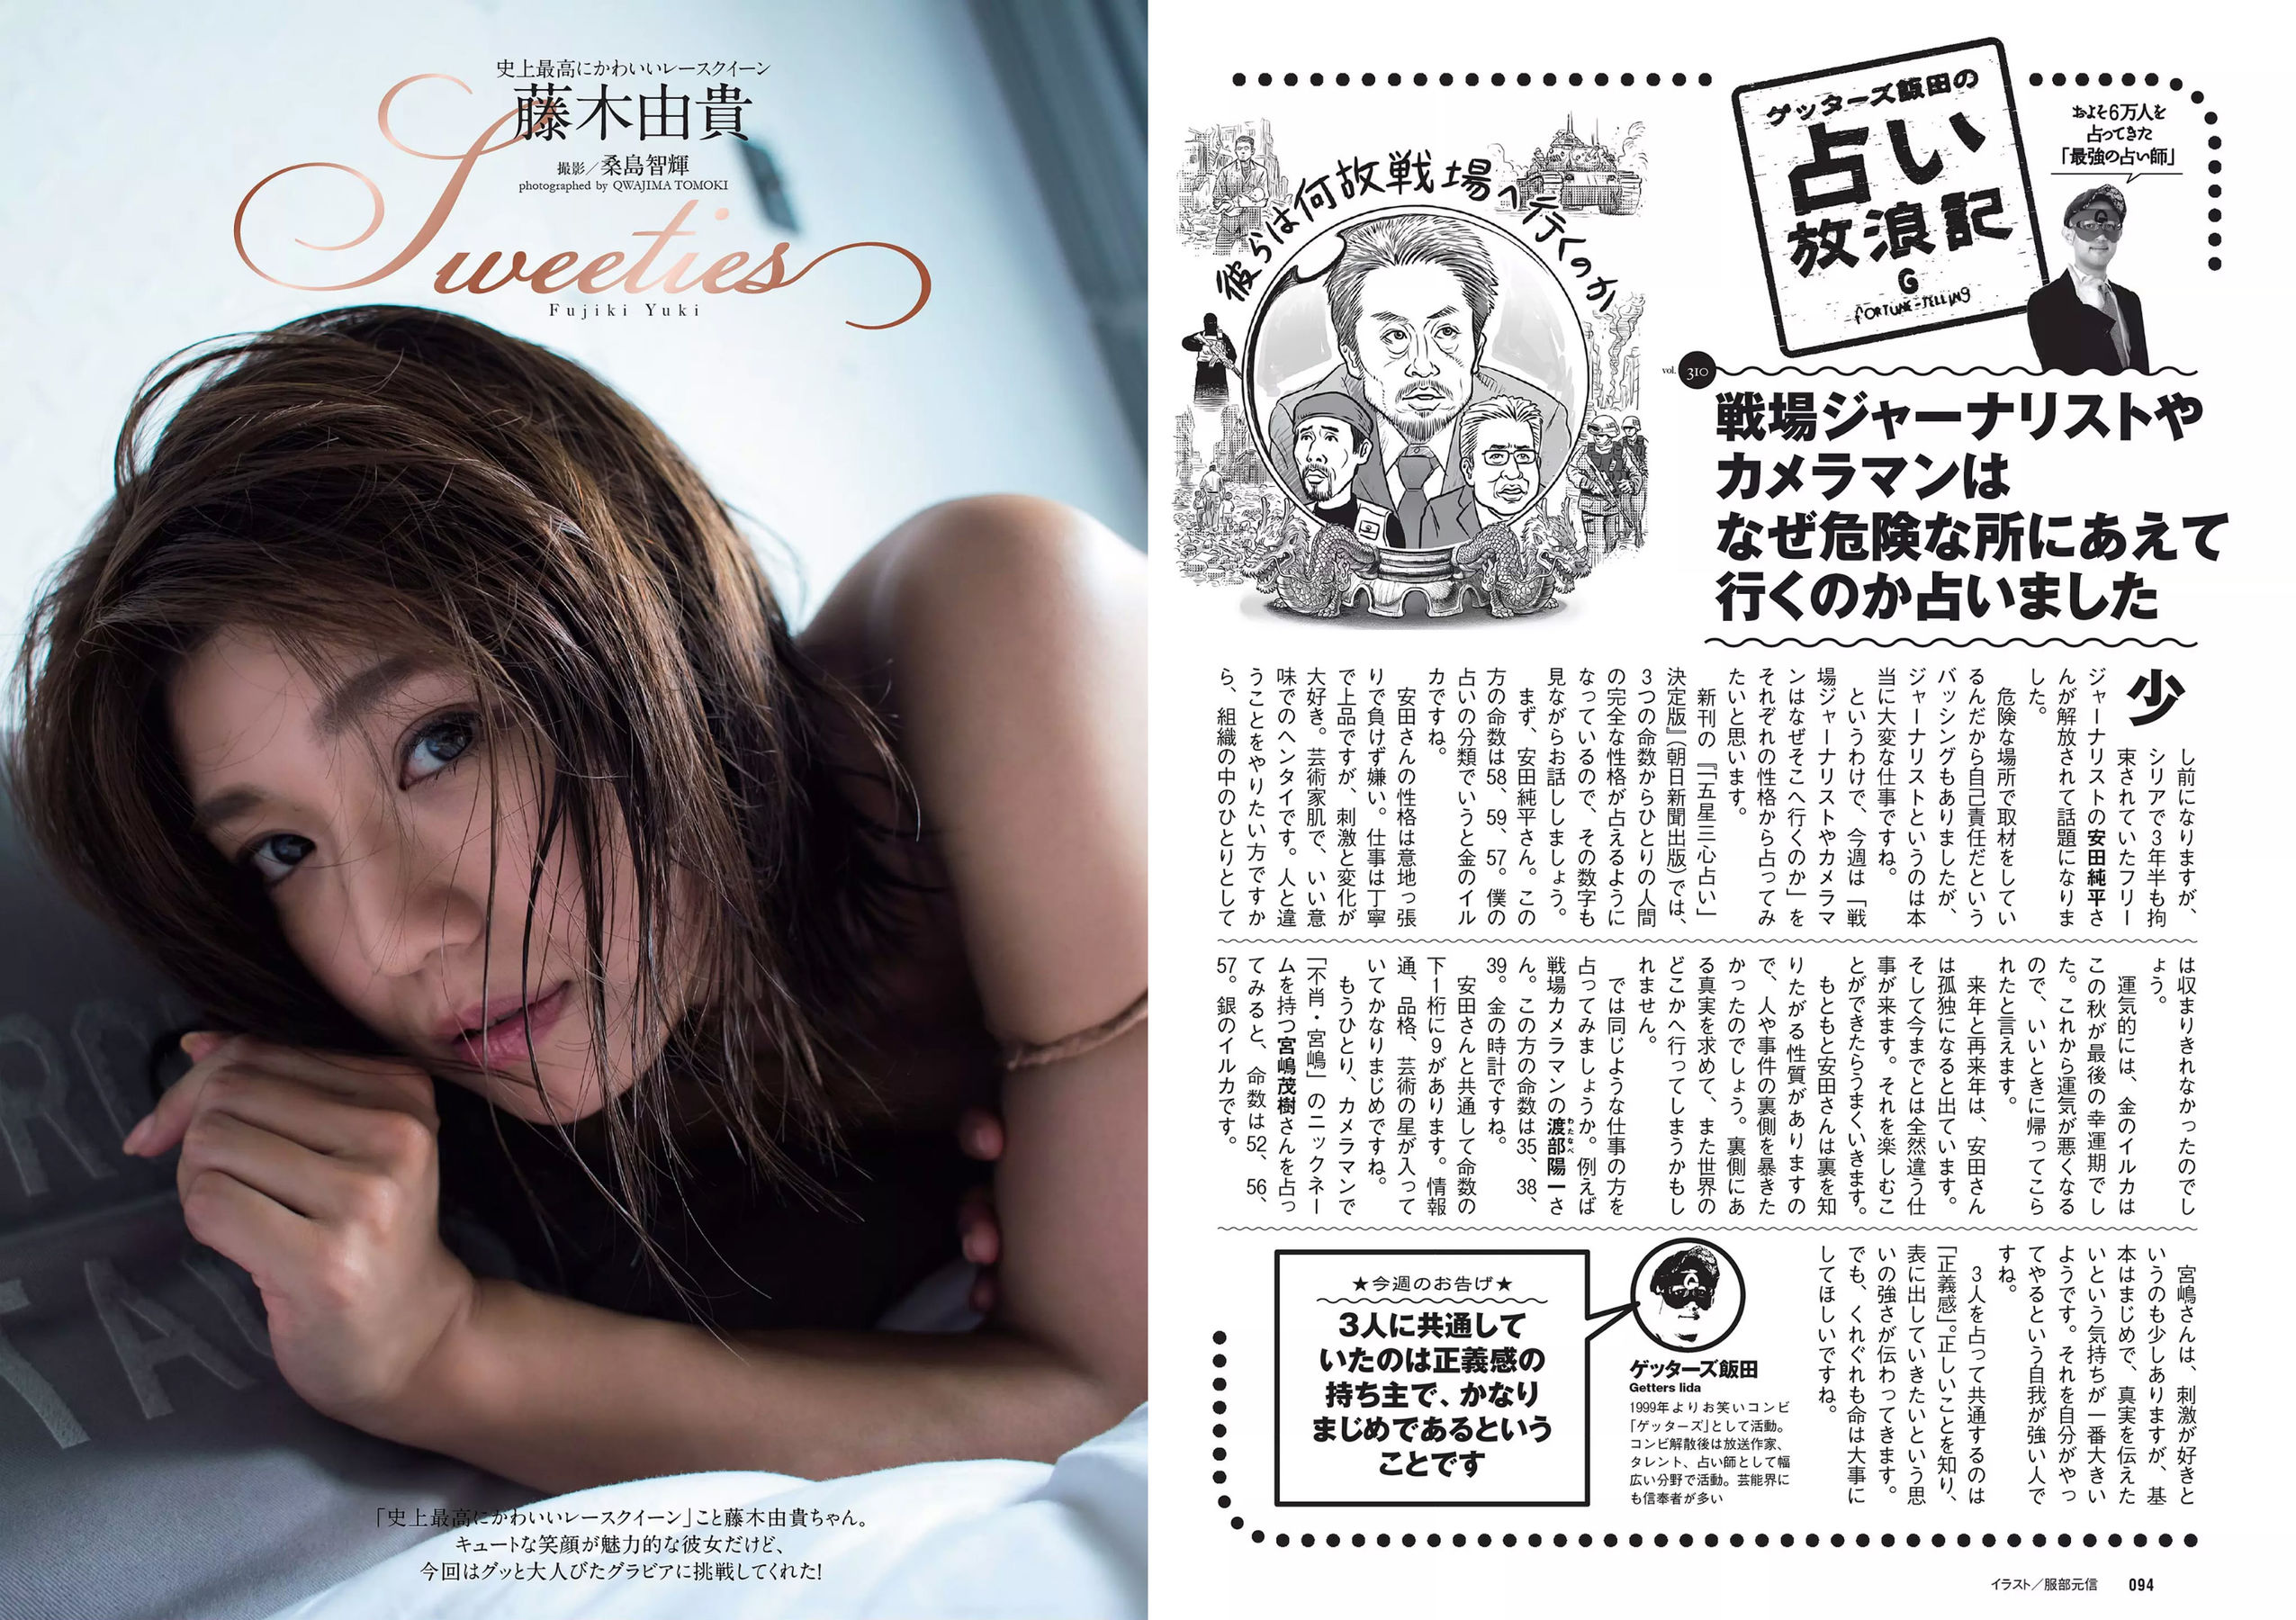 史上最高にかわいいレースクイーン
藤木由貴
撮影／桑島智輝
photographed by QWAJIMA TOMOKI
Sweeties
Fujiki Yuki
「史上最高にかわいいレースクイーン」こと藤木由貴ちゃん。
キュートな笑顔が魅力的な彼女だけど、
今回はグッと大人びたグラビアに挑戦してくれた!
彼らは何故戦場へ行くのか
ゲッターズ飯田の
占い
放浪記
G
FORTUNE-TELLING
およそ6万人を
占ってきた
「最強の占い師」
vol. 310
戦場ジャーナリストや
カメラマンは
なぜ危険な所にあえて
行くのか占いました
少し前になりますが、
シリアで3年半も拘
束されていたフリー
ジャーナリストの安田純平さ
んが解放されて話題になりま
した。
危険な場所で取材をしてい
るんだから自己責任だという
バッシングもありましたが、
ジャーナリストというのは本
当に大変な仕事ですね。
というわけで、今週は「戦
場ジャーナリストやカメラマ
ンはなぜそこへ行くのか」を
それぞれの性格から占ってみ
たいと思います。
新刊の『「五星三心占い」
決定版』（朝日新聞出版）では、
3つの命数からひとりの人間
の完全な性格が占えるように
なっているので、その数字も
見ながらお話ししましょう。
まず、安田純平さん。この
方の命数は58、59、57。僕の
占いの分類でいうと金のイル
カですね。
安田さんの性格は意地っ張
りで負けず嫌い。仕事は丁寧
で上品ですが、刺激と変化が
大好き。芸術家肌で、いい意
味でのヘンタイです。人と違
うことをやりたい方ですか
ら、組織の中のひとりとして
は収まりきれなかったのでし
ょう。
運気的には、金のイルカは
この秋が最後の幸運期でし
た。これから運気が悪くなる
ので、いいときに帰ってこら
れたと言えます。
来年と再来年は、安田さん
は孤独になると出ています。
そして今までとは全然違う仕
事が来ます。それを楽しむこ
とができたらうまくいきます。
もともと安田さんは裏を知
りたがる性質がありますの
で、人や事件の裏側を暴きた
かったのでしょう。裏側にあ
る真実を求めて、また世界の
どこかへ行ってしまうかもし
れません。
では同じような仕事の方を
占ってみましょうか。例えば
戦場カメラマンの渡部陽一さ
わたなべ
ん。この方の命数は35、38、
39。金の時計ですね。
安田さんと共通して命数の
下1桁に9があります。情報
通、品格、芸術の星が入って
いてかなりまじめですね。
もうひとり、カメラマンで
「不肖・宮嶋」のニックネー
ムを持つ宮嶋茂樹さんを占っ
てみると、命数は52、56、
57。銀のイルカです。
宮嶋さんは、刺激が好きと
いうのも少しありますが、基
本はまじめで、真実を伝えた
いという気持ちが一番大きい
ようです。それを自分がやっ
てやるという自我が強い人で
すね。
3人を占って共通するのは
「正義感」。正しいことを知り、
表に出していきたいという思
いの強さが伝わってきます。
でも、くれぐれも命は大事に
してほしいですね。
★今週のお告げ★
3人に共通して
いたのは正義感の
持ち主で、かなり
まじめであるという
ことです
ゲッターズ飯田
Getters Iida
1999年よりお笑いコンビ
「ゲッターズ」として活動。
コンビ解散後は放送作家、
タレント、占い師として幅
広い分野で活動。芸能界に
も信奉者が多い
イラスト／服部元信 094